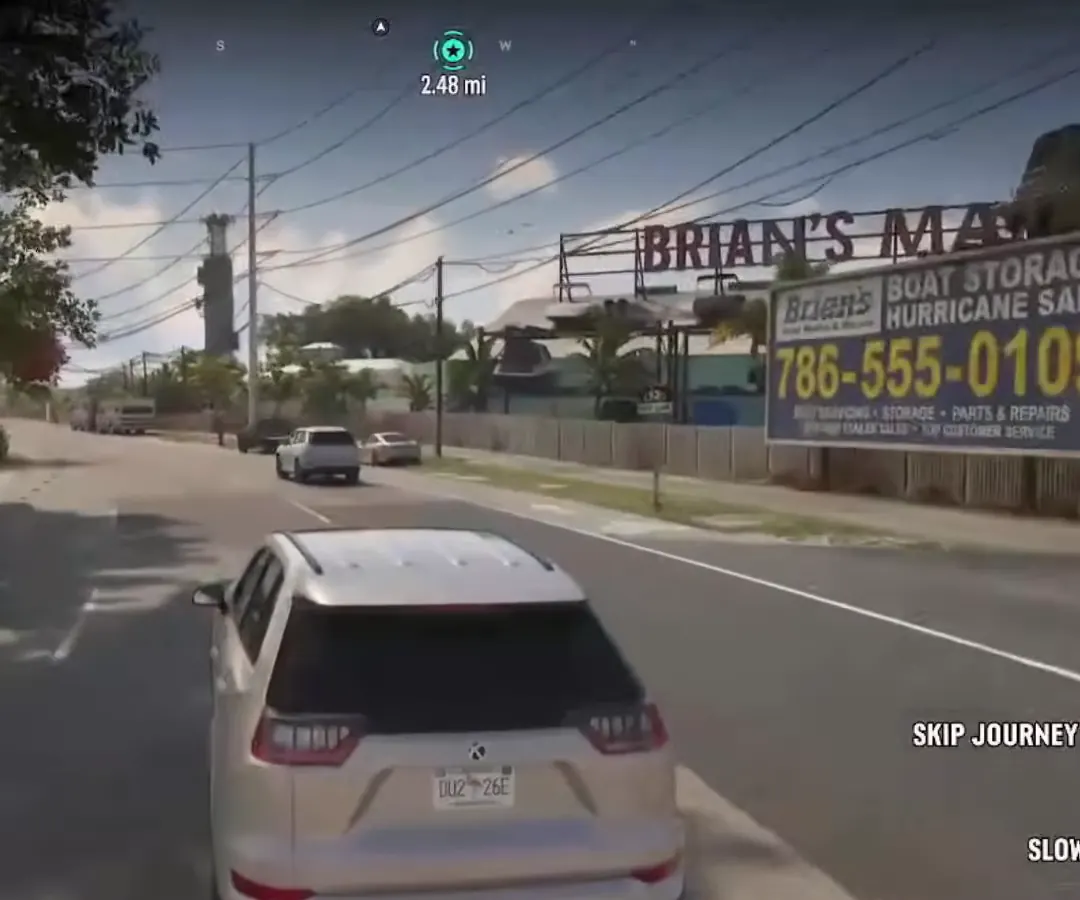 S
W
N
2.48 mi
BRIAN'S MA
Brian's
BOAT STORAG
HURRICANE SA
786-555-0105
STORAGE • PARTS & REPAIRS
TOP CUSTOMER SERVICE
DU2 26E
SKIP JOURNEY
SLOW